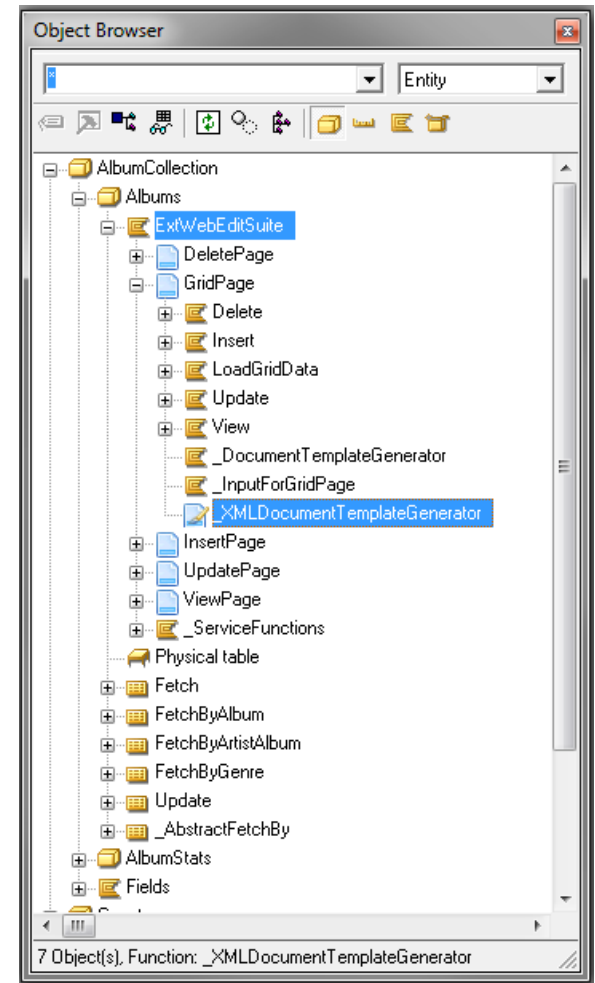 Object Browser
*
Entity
AlbumCollection
Albums
ExtWebEditSuite
DeletePage
GridPage
Delete
Insert
LoadGridData
Update
View
_DocumentTemplateGenerator
_InputForGridPage
_XMLDocumentTemplateGenerator
InsertPage
UpdatePage
ViewPage
_ServiceFunctions
Physical table
Fetch
FetchByAlbum
FetchByArtistAlbum
FetchByGenre
Update
_AbstractFetchBy
AlbumStats
Fields
7 Object(s), Function: _XMLDocumentTemplateGenerator